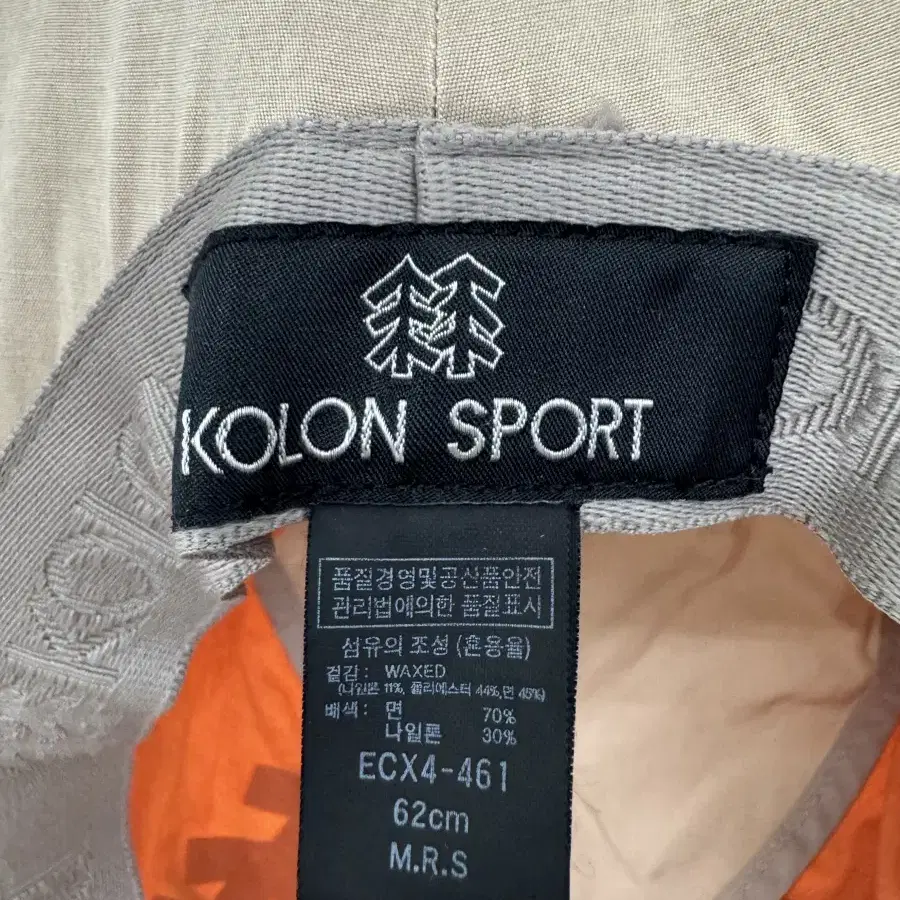 KOLON SPORT
품질경영및공산품안전
관리법에의한 품질표시
섬유의 조성 (혼용율)
겉감: WAXED
(나일론 11%, 폴리에스터 44%, 면 45%)
배색: 면 70%
나일론 30%
ECX4-461
62cm
M.R.S